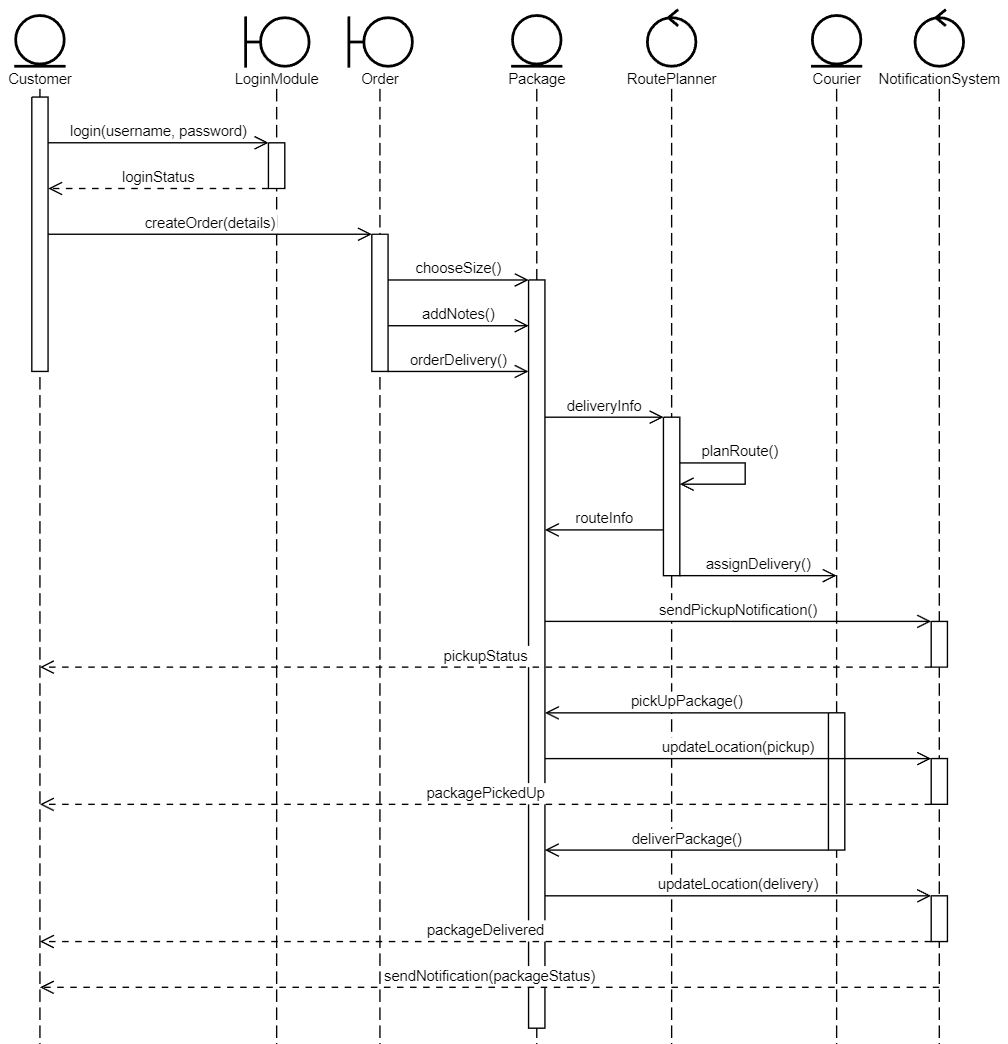 Customer
LoginModule
Order
Package
RoutePlanner
Courier
NotificationSystem
login(username, password)
loginStatus
createOrder(details)
chooseSize()
addNotes()
orderDelivery()
deliveryInfo
planRoute()
routeInfo
assignDelivery()
sendPickupNotification()
pickupStatus
pickUpPackage()
updateLocation(pickup)
packagePickedUp
deliverPackage()
updateLocation(delivery)
packageDelivered
sendNotification(packageStatus)